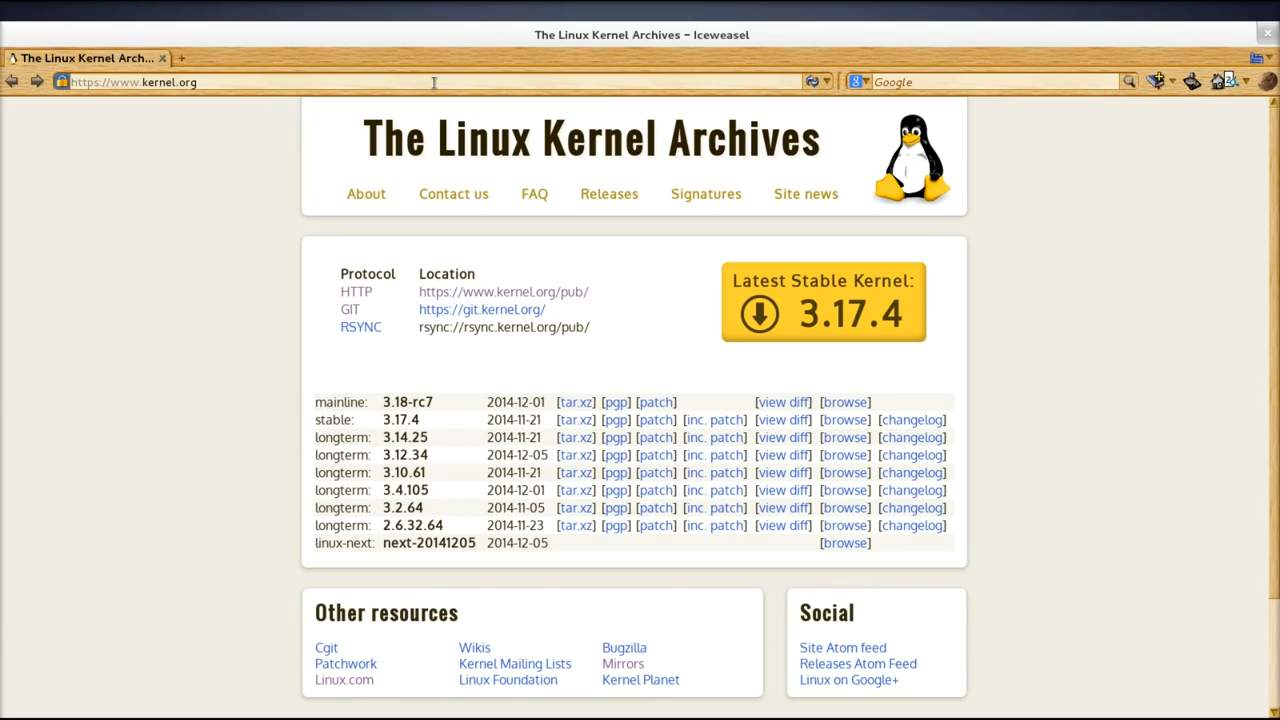 The Linux Kernel Archives – Iceweasel
The Linux Kernel Arch...
https://www.kernel.org
Google
The Linux Kernel Archives
About Contact us FAQ Releases Signatures Site news
Protocol Location
HTTP https://www.kernel.org/pub/
GIT https://git.kernel.org/
RSYNC rsync://rsync.kernel.org/pub/
Latest Stable Kernel:
3.17.4
mainline: 3.18-rc7 2014-12-01 [tar.xz] [pgp] [patch] [view diff] [browse]
stable: 3.17.4 2014-11-21 [tar.xz] [pgp] [patch] [inc. patch] [view diff] [browse] [changelog]
longterm: 3.14.25 2014-11-21 [tar.xz] [pgp] [patch] [inc. patch] [view diff] [browse] [changelog]
longterm: 3.12.34 2014-12-05 [tar.xz] [pgp] [patch] [inc. patch] [view diff] [browse] [changelog]
longterm: 3.10.61 2014-11-21 [tar.xz] [pgp] [patch] [inc. patch] [view diff] [browse] [changelog]
longterm: 3.4.105 2014-12-01 [tar.xz] [pgp] [patch] [inc. patch] [view diff] [browse] [changelog]
longterm: 3.2.64 2014-11-05 [tar.xz] [pgp] [patch] [inc. patch] [view diff] [browse] [changelog]
longterm: 2.6.32.64 2014-11-23 [tar.xz] [pgp] [patch] [inc. patch] [view diff] [browse] [changelog]
linux-next: next-20141205 2014-12-05 [browse]
Other resources
Cgit Wikis Bugzilla
Patchwork Kernel Mailing Lists Mirrors
Linux.com Linux Foundation Kernel Planet
Social
Site Atom feed
Releases Atom Feed
Linux on Google+